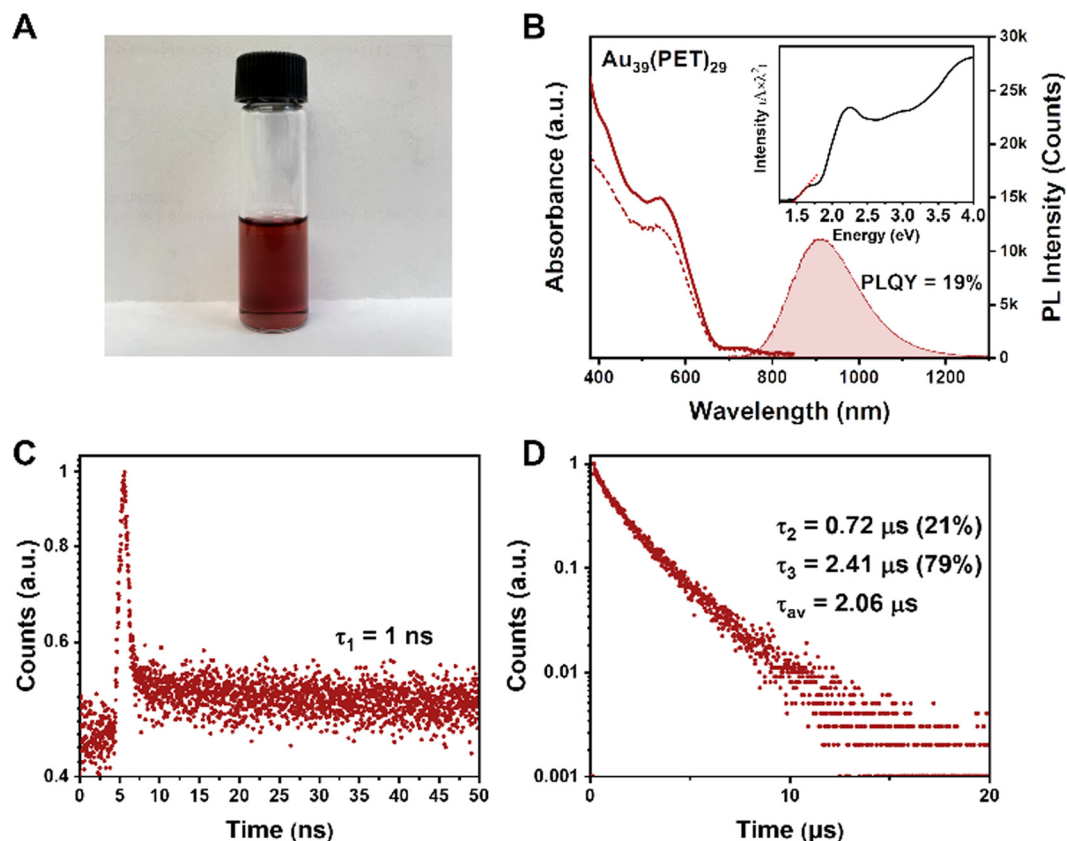 A
B
Au39(PET)29
Absorbance (a.u.)
PL Intensity (Counts)
30k
25k
20k
15k
10k
5k
0
400 600 800 1000 1200
Wavelength (nm)
PLQY = 19%
Intensity (A×λ²)
1.5 2.0 2.5 3.0 3.5 4.0
Energy (eV)
C
Counts (a.u.)
1
0.8
0.6
0.4
τ1 = 1 ns
0 5 10 15 20 25 30 35 40 45 50
Time (ns)
D
Counts (a.u.)
1
0.1
0.01
0.001
τ2 = 0.72 μs (21%)
τ3 = 2.41 μs (79%)
τav = 2.06 μs
0 10 20
Time (μs)